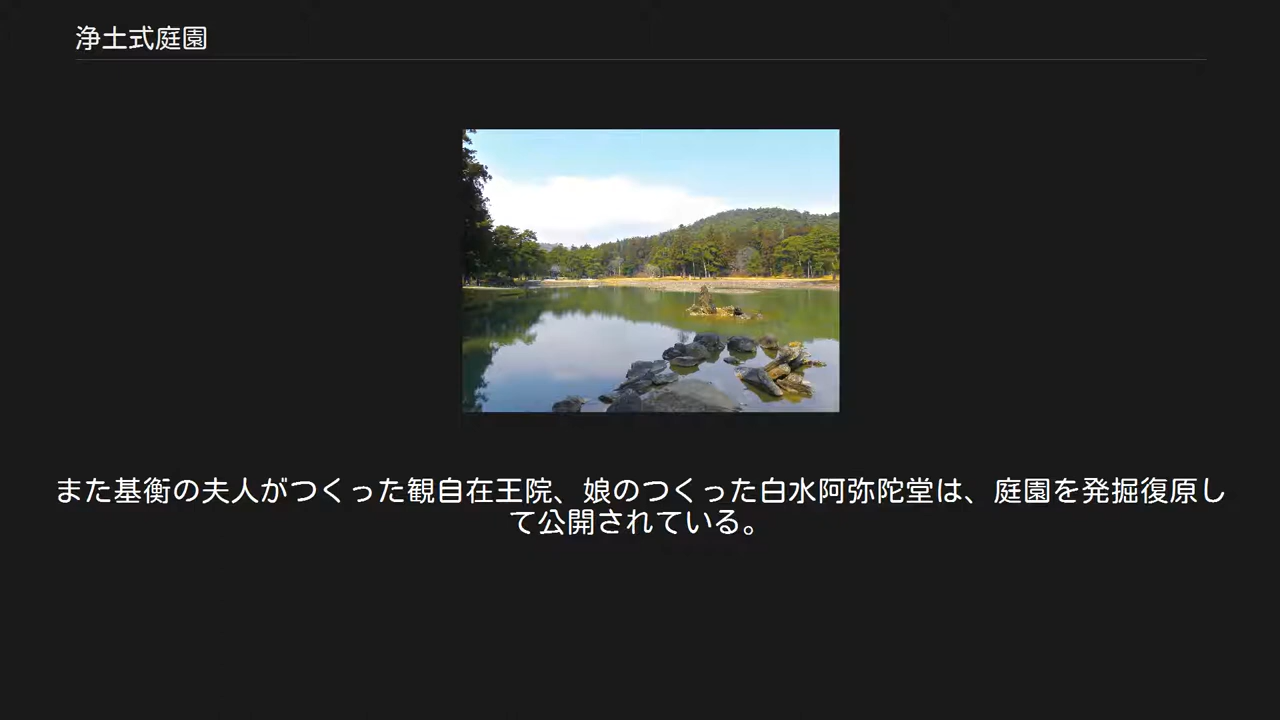 浄土式庭園
また基衡の夫人がつくった観自在王院、娘のつくった白水阿弥陀堂は、庭園を発掘復原し
て公開されている。